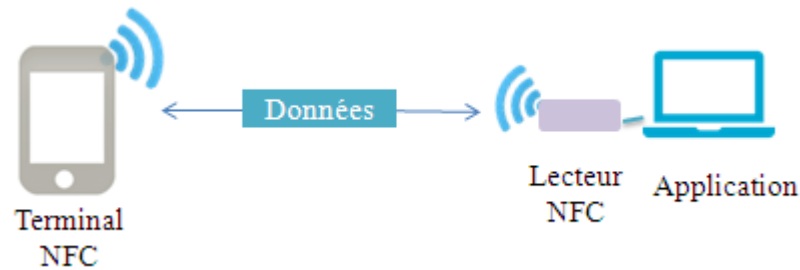 Données
Terminal
NFC
Lecteur
NFC
Application